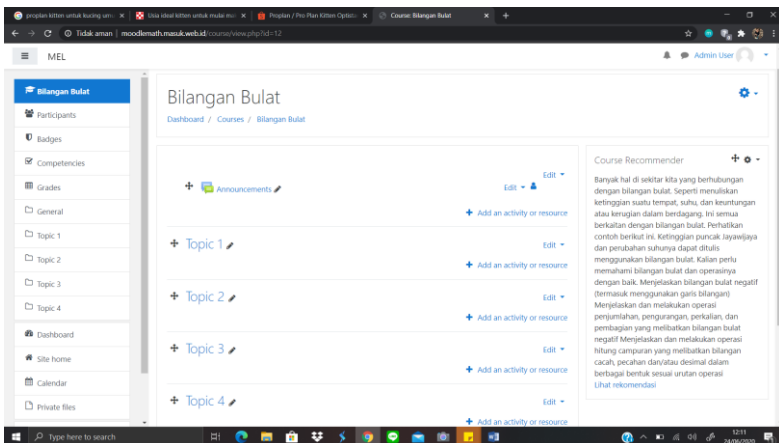 proplan kitten untuk kucing um
Usia ideal kitten untuk mulai
Proplan / Pro Plan Kitten Optist
Course: Bilangan Bulat
Tidak aman | moodlemath.masuk.web.id/course/view.php?id=12
MEL
Admin User
Bilangan Bulat
Participants
Badges
Competencies
Grades
General
Topic 1
Topic 2
Topic 3
Topic 4
Dashboard
Site home
Calendar
Private files
Bilangan Bulat
Dashboard / Courses / Bilangan Bulat
Edit
Announcements
Edit
Add an activity or resource
Topic 1
Edit
Add an activity or resource
Topic 2
Edit
Add an activity or resource
Topic 3
Edit
Add an activity or resource
Topic 4
Edit
Add an activity or resource
Course Recommender
Banyak hal di sekitar kita yang berhubungan
dengan bilangan bulat. Seperti menuliskan
ketinggian suatu tempat, suhu, dan keuntungan
atau kerugian dalam berdagang. Ini semua
berkaitan dengan bilangan bulat. Perhatikan
contoh berikut ini. Ketinggian puncak Jayawijaya
dan perubahan suhunya dapat ditulis
menggunakan bilangan bulat. Kalian perlu
memahami bilangan bulat dan operasinya
dengan baik. Menjelaskan bilangan bulat negatif
(termasuk menggunakan garis bilangan)
Menjelaskan dan melakukan operasi
penjumlahan, pengurangan, perkalian, dan
pembagian yang melibatkan bilangan bulat
negatif Menjelaskan dan melakukan operasi
hitung campuran yang melibatkan bilangan
cacah, pecahan dan/atau desimal dalam
berbagai bentuk sesuai urutan operasi
Lihat rekomendasi
Type here to search
12:11
24/06/2020